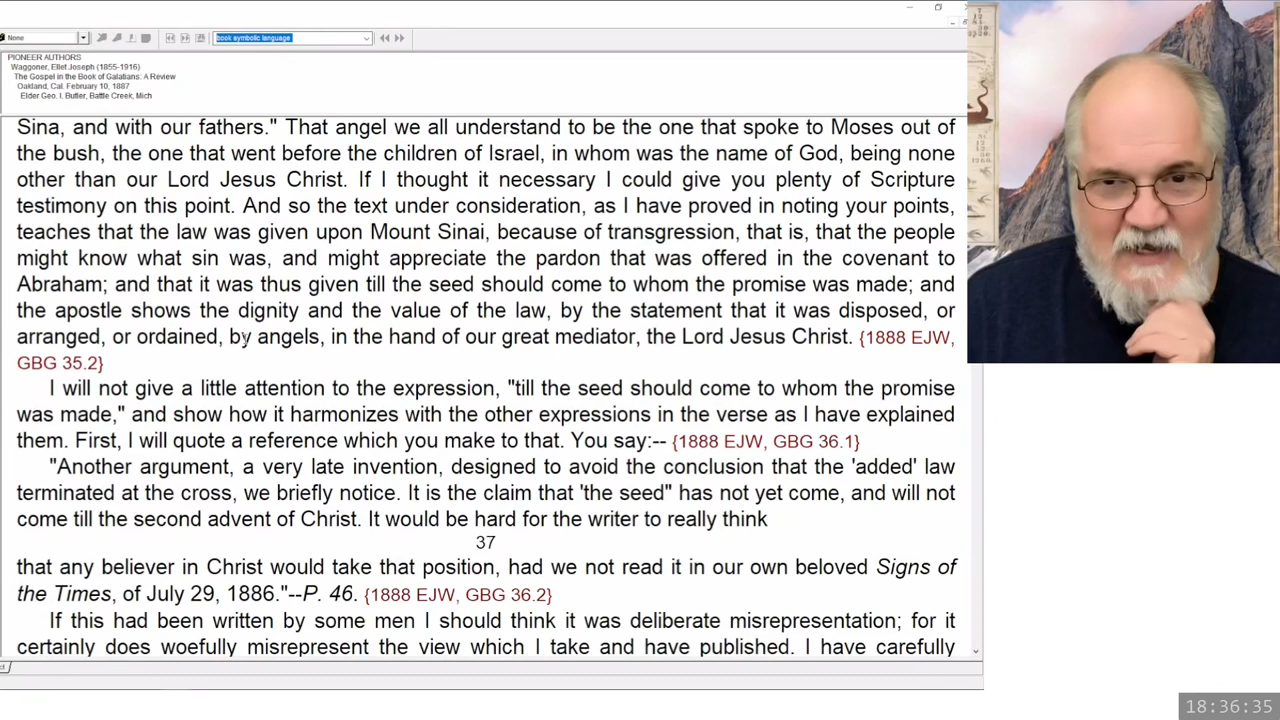 None
book symbolic language
PIONEER AUTHORS
Waggoner, Ellet Joseph (1855-1916)
The Gospel in the Book of Galatians: A Review
Oakland, Cal. February 10, 1887
Elder Geo. I. Butler, Battle Creek, Mich
Sina, and with our fathers." That angel we all understand to be the one that spoke to Moses out of
the bush, the one that went before the children of Israel, in whom was the name of God, being none
other than our Lord Jesus Christ. If I thought it necessary I could give you plenty of Scripture
testimony on this point. And so the text under consideration, as I have proved in noting your points,
teaches that the law was given upon Mount Sinai, because of transgression, that is, that the people
might know what sin was, and might appreciate the pardon that was offered in the covenant to
Abraham; and that it was thus given till the seed should come to whom the promise was made; and
the apostle shows the dignity and the value of the law, by the statement that it was disposed, or
arranged, or ordained, by angels, in the hand of our great mediator, the Lord Jesus Christ. {1888 EJW,
GBG 35.2}
I will not give a little attention to the expression, "till the seed should come to whom the promise
was made," and show how it harmonizes with the other expressions in the verse as I have explained
them. First, I will quote a reference which you make to that. You say:-- {1888 EJW, GBG 36.1}
"Another argument, a very late invention, designed to avoid the conclusion that the 'added' law
terminated at the cross, we briefly notice. It is the claim that 'the seed" has not yet come, and will not
come till the second advent of Christ. It would be hard for the writer to really think
37
that any believer in Christ would take that position, had we not read it in our own beloved Signs of
the Times, of July 29, 1886."--P. 46. {1888 EJW, GBG 36.2}
If this had been written by some men I should think it was deliberate misrepresentation; for it
certainly does woefully misrepresent the view which I take and have published. I have carefully
18:36:35